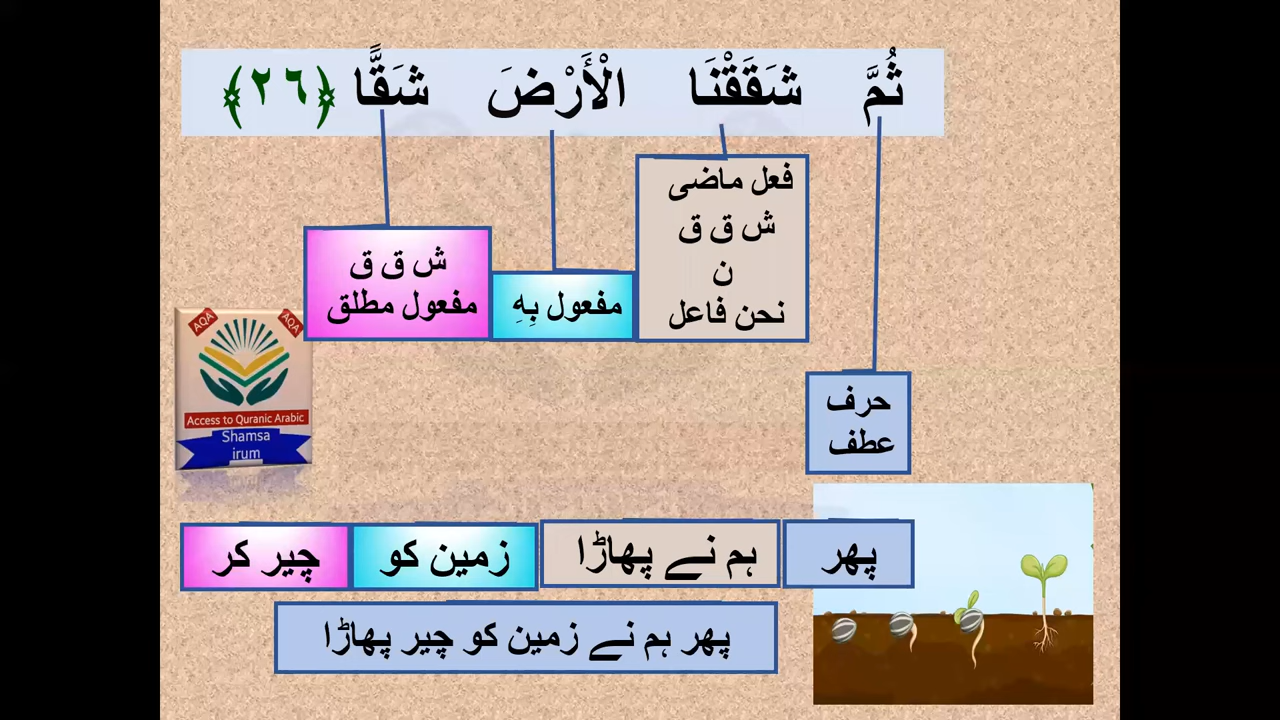 ثُمَّ شَقَقْنَا الْأَرْضَ شَقًّا ﴿٢٦﴾
فعل ماضی
ش ق ق
ن
نحن فاعل
ش ق ق
مفعول مطلق
مفعول بِهِ
حرف
عطف
AQA
AQA
Access to Quranic Arabic
Shamsa
irum
پھر
ہم نے پھاڑا
زمین کو
چیر کر
پھر ہم نے زمین کو چیر پھاڑا